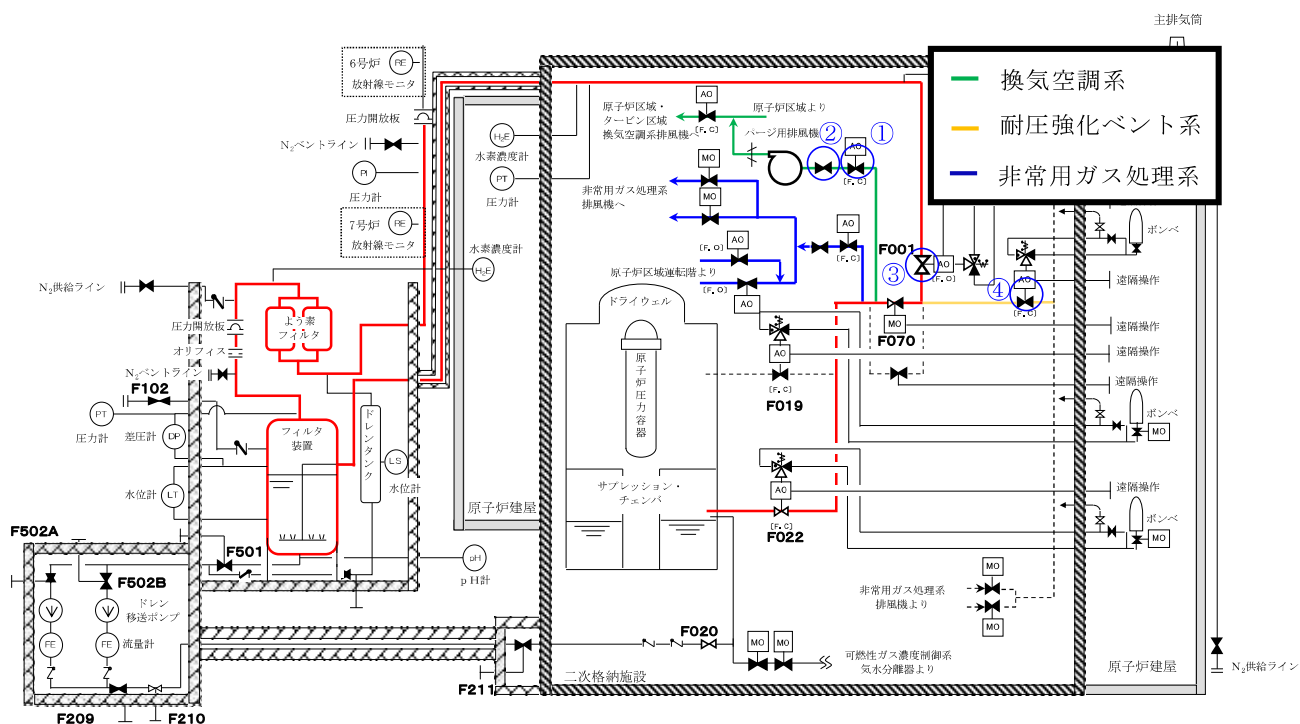 主排気筒
換気空調系
耐圧強化ベント系
非常用ガス処理系
6号炉
放射線モニタ
RE
圧力開放板
N₂ベントライン
PI
圧力計
7号炉
放射線モニタ
RE
H₂E
水素濃度計
PT
圧力計
水素濃度計
H₂E
原子炉区域・
タービン区域
換気空調系排風機へ
AO
[F.C]
原子炉区域より
パージ用排風機
②
①
AO
[F.C]
MO
MO
非常用ガス処理系
排風機へ
AO
[F.O]
AO
[F.C]
原子炉区域運転階より
[F.O]
AO
F001
③
AO
④
AO
[F.C]
ボンベ
遠隔操作
遠隔操作
遠隔操作
遠隔操作
MO
F070
ドライウェル
原子炉圧力容器
AO
[F.C]
F019
ボンベ
MO
サプレッション・
チェンバ
AO
[F.C]
F022
遠隔操作
ボンベ
MO
N₂供給ライン
圧力開放板
オリフィス
よう素
フィルタ
N₂ベントライン
F102
PT
圧力計
差圧計
DP
フィルタ
装置
ドレンタンク
LS
水位計
水位計
LT
原子炉建屋
F502A
F501
F502B
pH
pH計
ドレン
移送ポンプ
FE
FE
流量計
F209
F210
F211
F020
MO
MO
可燃性ガス濃度制御系
気水分離器より
二次格納施設
MO
非常用ガス処理系
排風機より
MO
原子炉建屋
N₂供給ライン